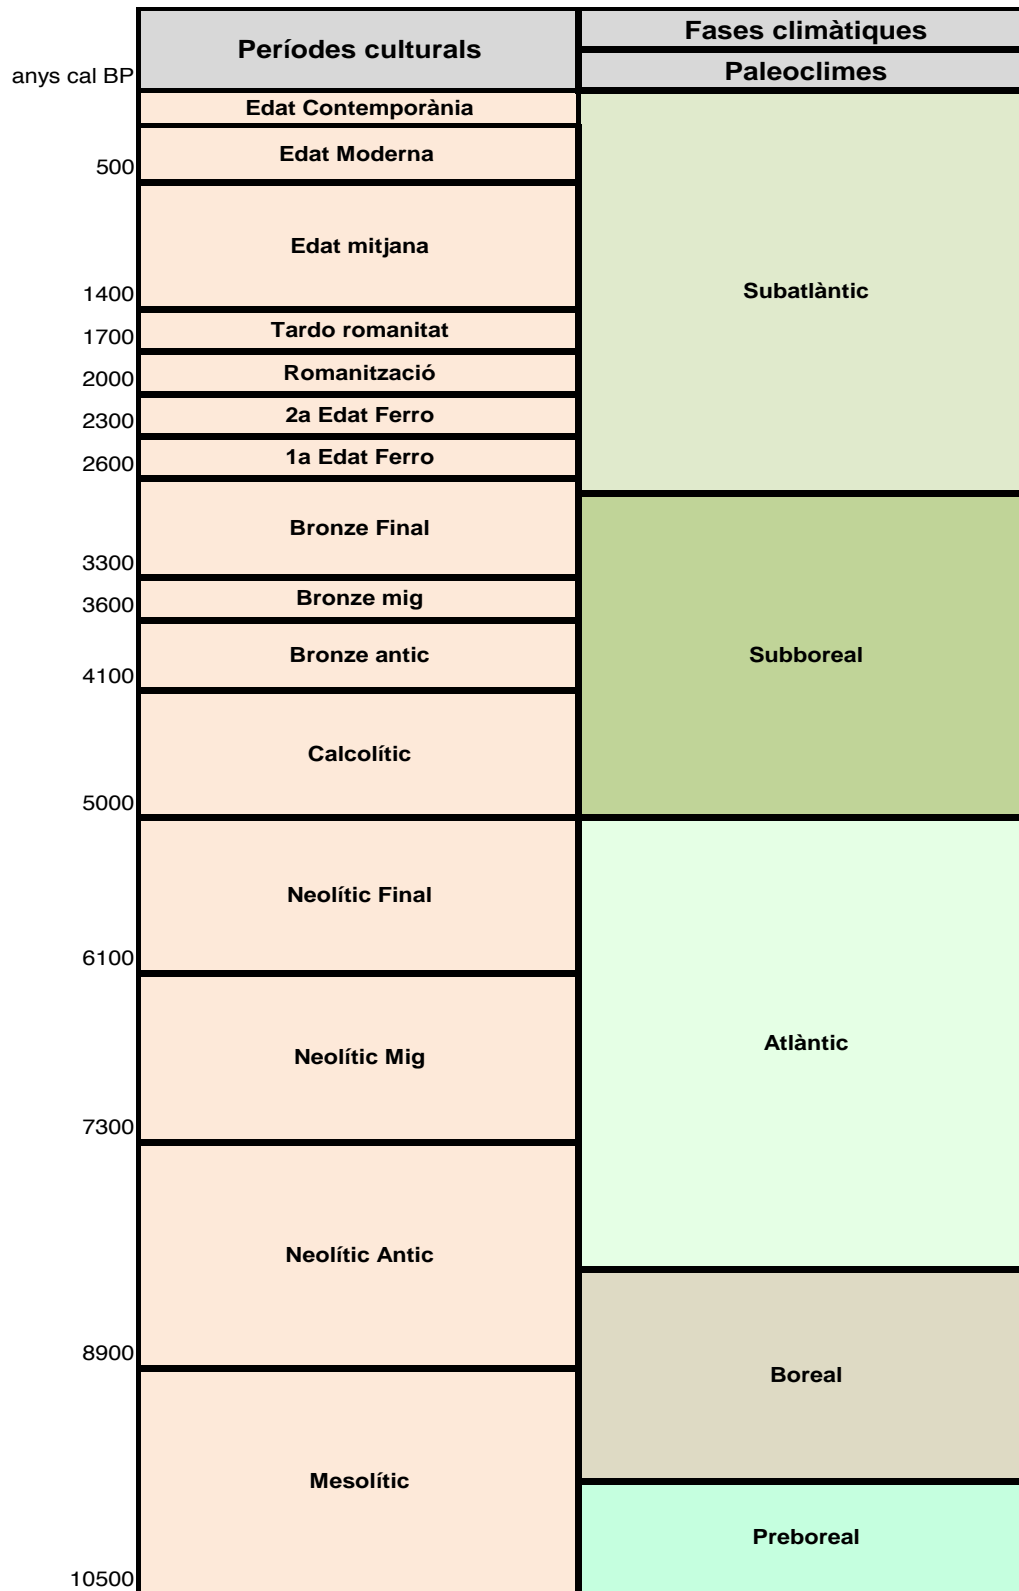 Fases climàtiques
Períodes culturals
Paleoclimes
anys cal BP
Edat Contemporània
Edat Moderna
500
Edat mitjana
Subatlàntic
1400
Tardo romanitat
1700
Romanització
2000
2a Edat Ferro
2300
1a Edat Ferro
2600
Bronze Final
3300
Bronze mig
3600
Bronze antic
Subboreal
4100
Calcolític
5000
Neolític Final
6100
Atlàntic
Neolític Mig
7300
Neolític Antic
8900
Boreal
Mesolític
Preboreal
10500